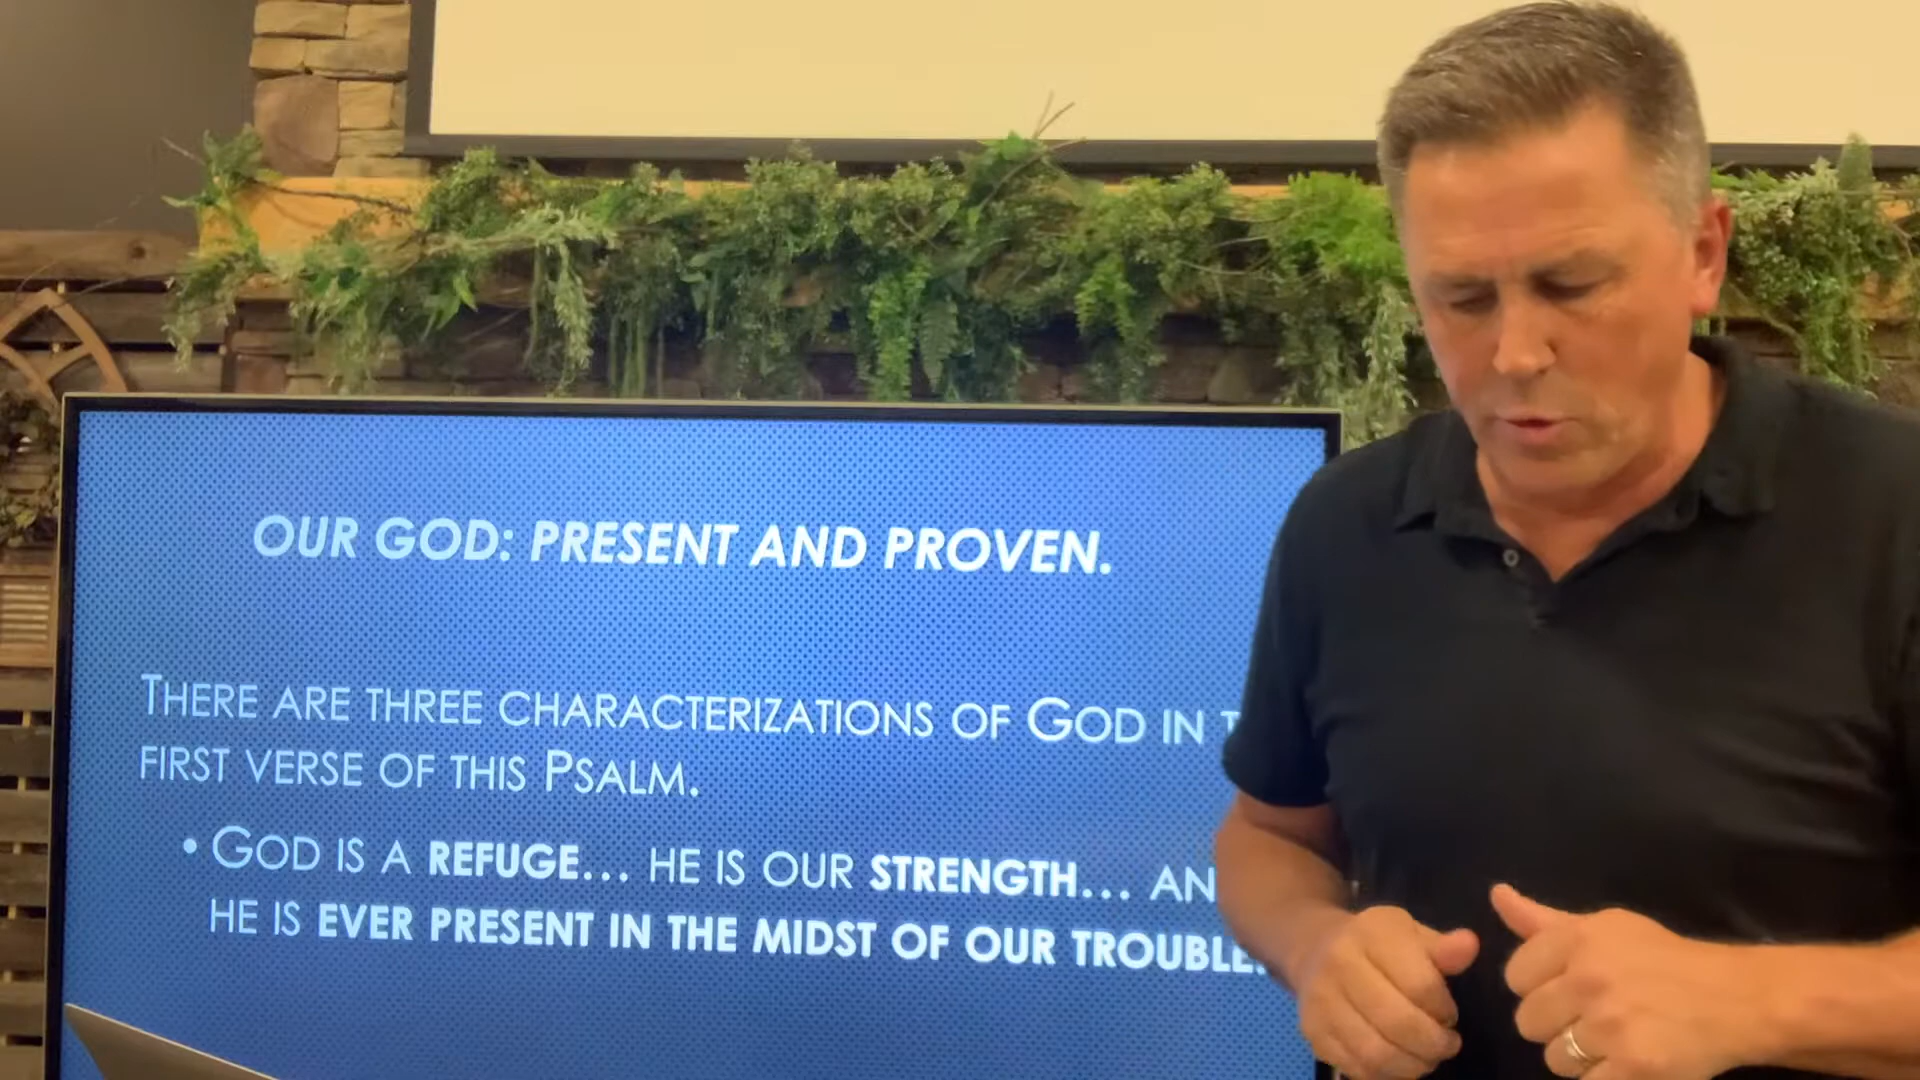 OUR GOD: PRESENT AND PROVEN.
THERE ARE THREE CHARACTERIZATIONS OF GOD IN
FIRST VERSE OF THIS PSALM.
• GOD IS A REFUGE... HE IS OUR STRENGTH...
HE IS EVER PRESENT IN THE MIDST OF OUR TROUBLE.